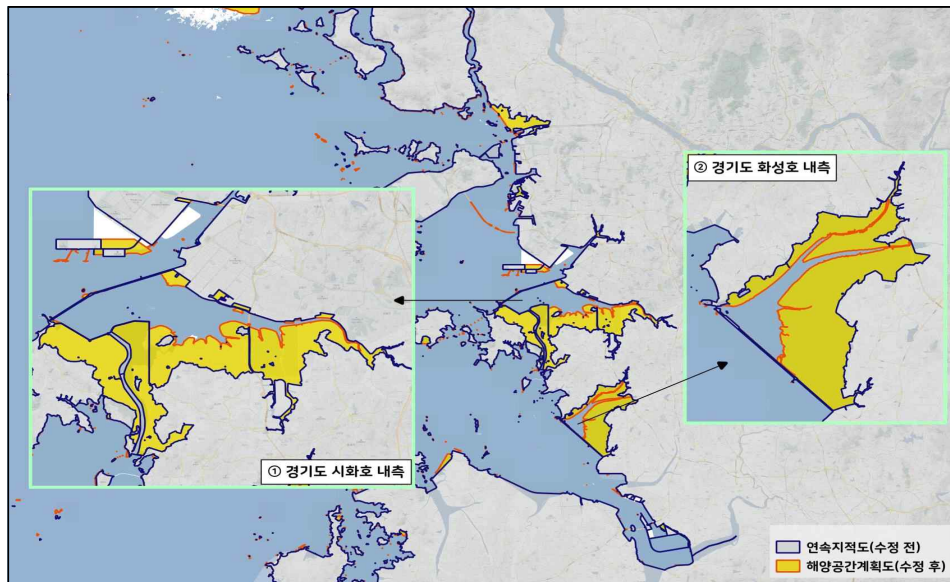 ② 경기도 화성호 내측
① 경기도 시화호 내측
연속지적도(수정 전)
해양공간계획도(수정 후)